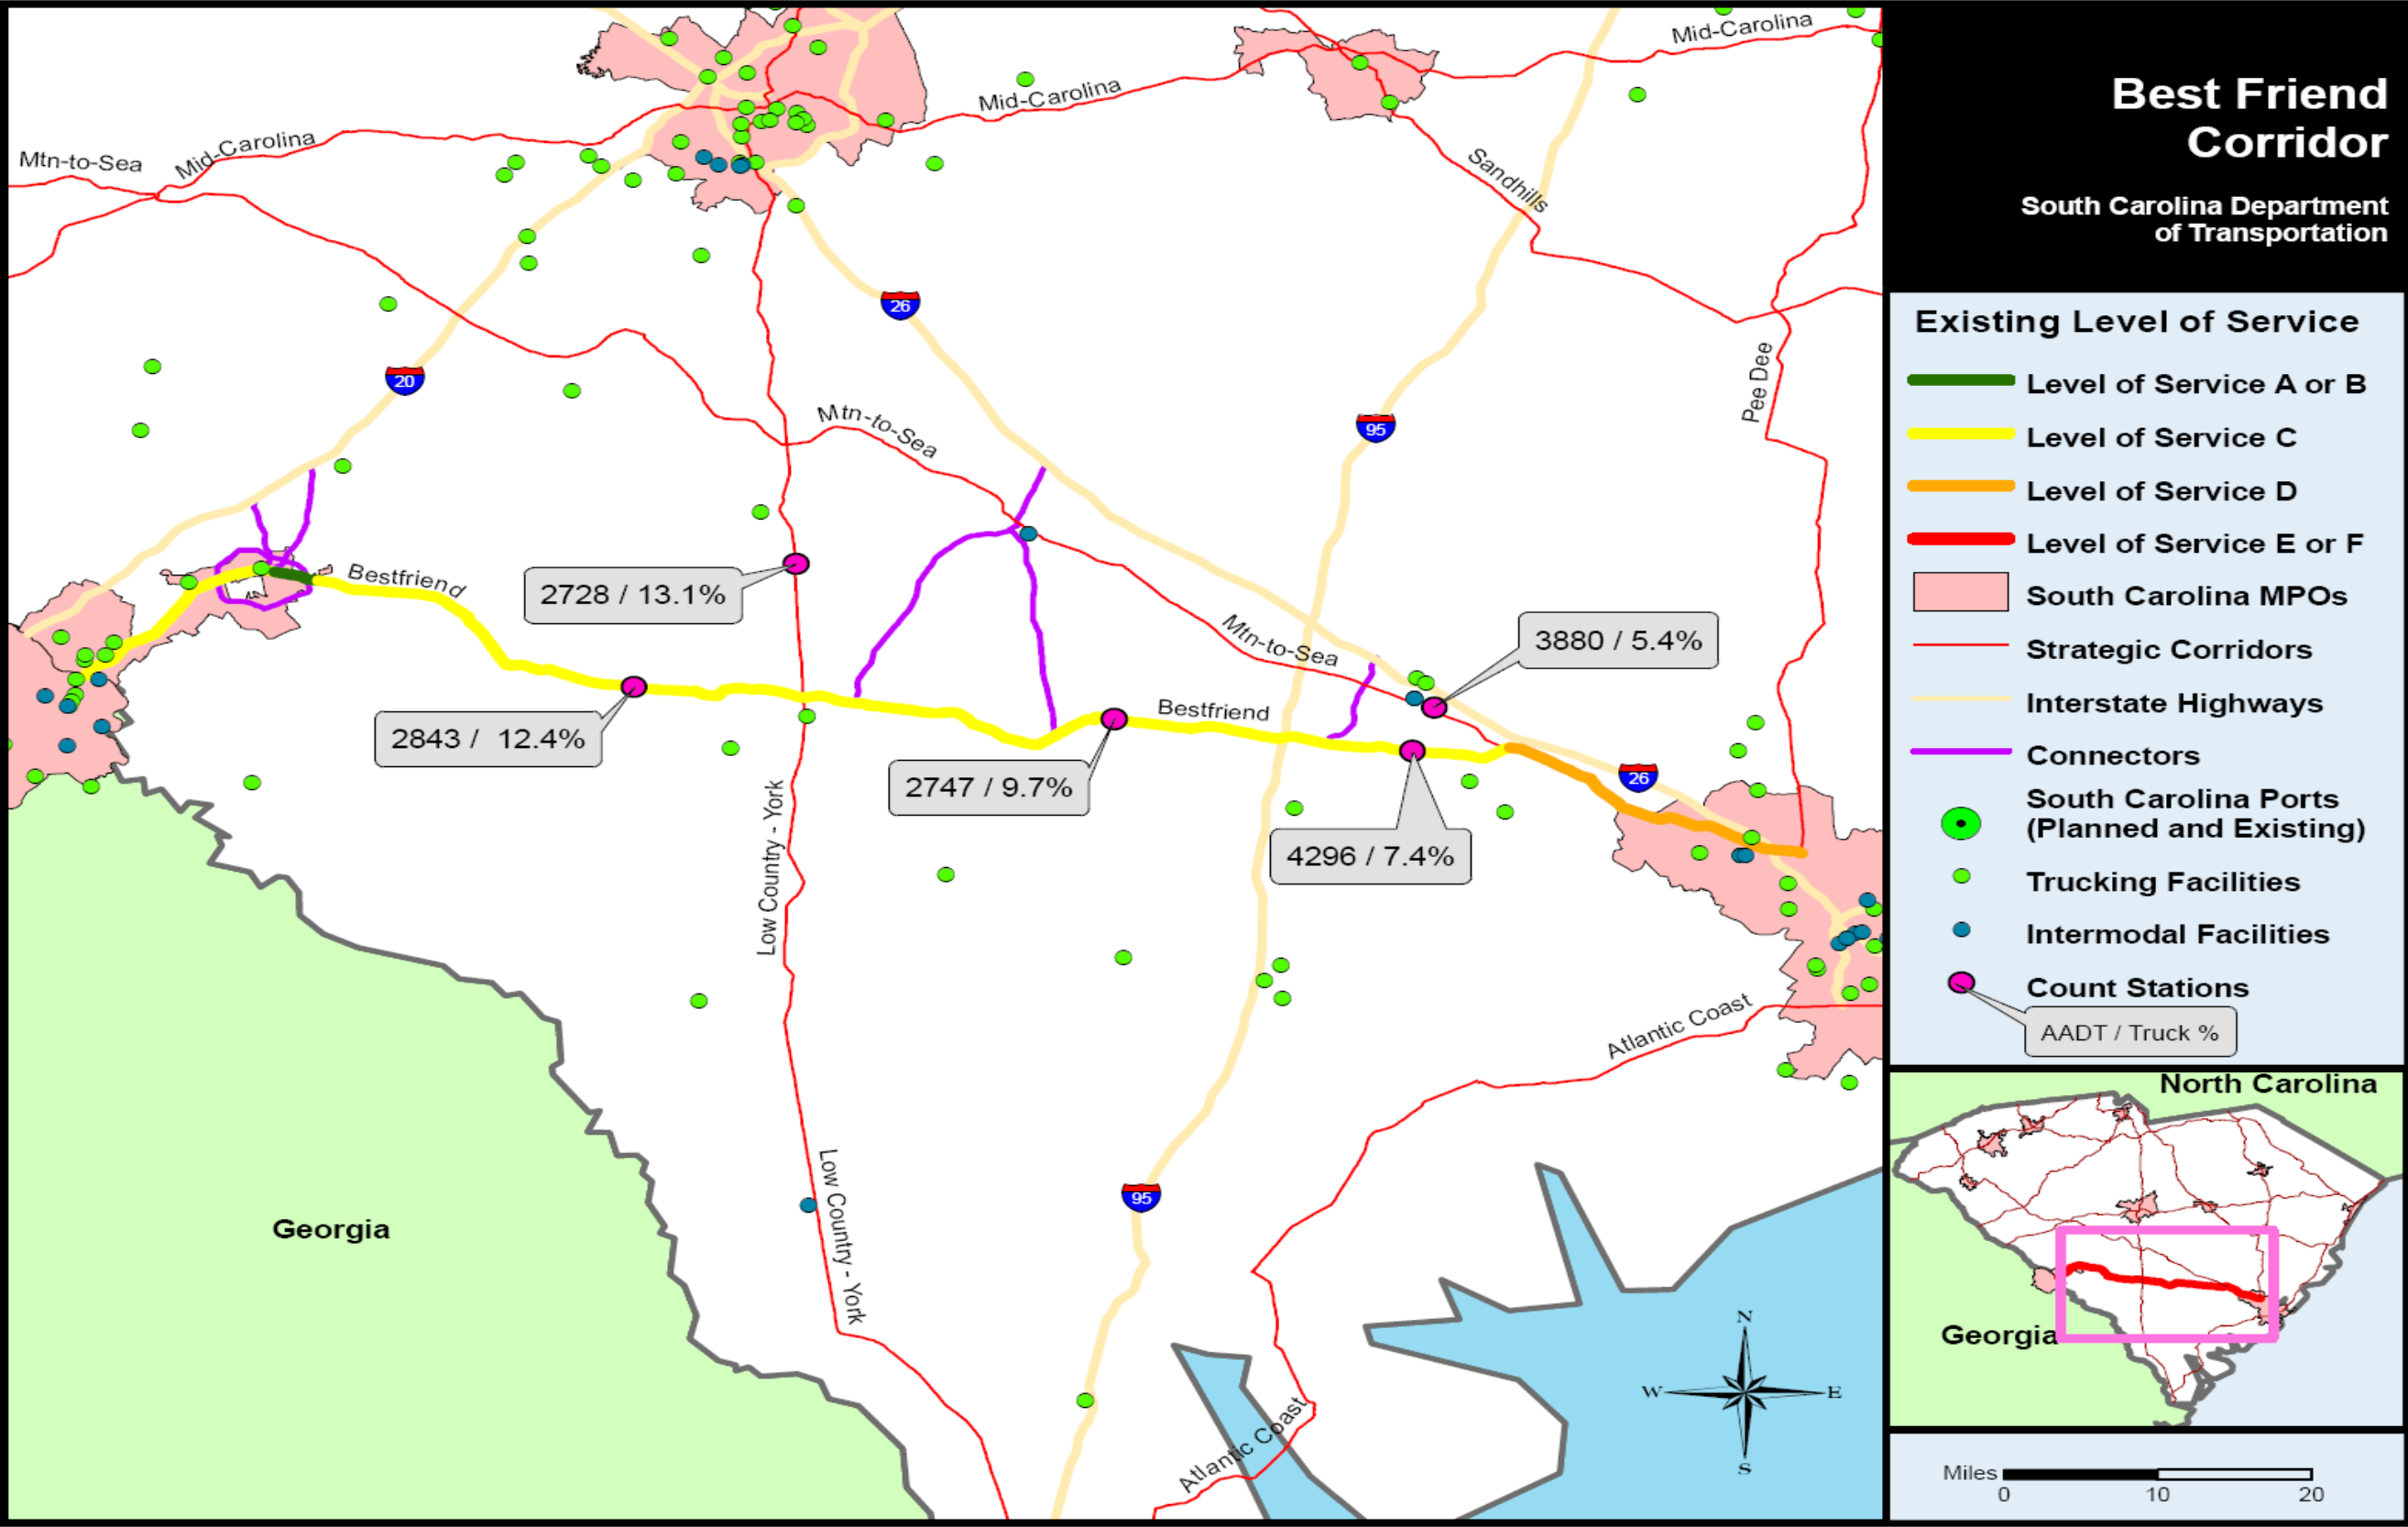 Best Friend
Corridor
South Carolina Department
of Transportation
Existing Level of Service
Level of Service A or B
Level of Service C
Level of Service D
Level of Service E or F
South Carolina MPOs
Strategic Corridors
Interstate Highways
Connectors
South Carolina Ports
(Planned and Existing)
Trucking Facilities
Intermodal Facilities
Count Stations
AADT / Truck %
North Carolina
Georgia
Miles
0 10 20
Mid-Carolina
Mid-Carolina
Mtn-to-Sea
Mid-Carolina
Sandhills
26
Pee Dee
20
Mtn-to-Sea
95
Bestfriend
2728 / 13.1%
Mtn-to-Sea
3880 / 5.4%
2843 / 12.4%
Bestfriend
2747 / 9.7%
26
4296 / 7.4%
Low Country - York
Atlantic Coast
Low Country - York
95
Georgia
Atlantic Coast
N
W E
S